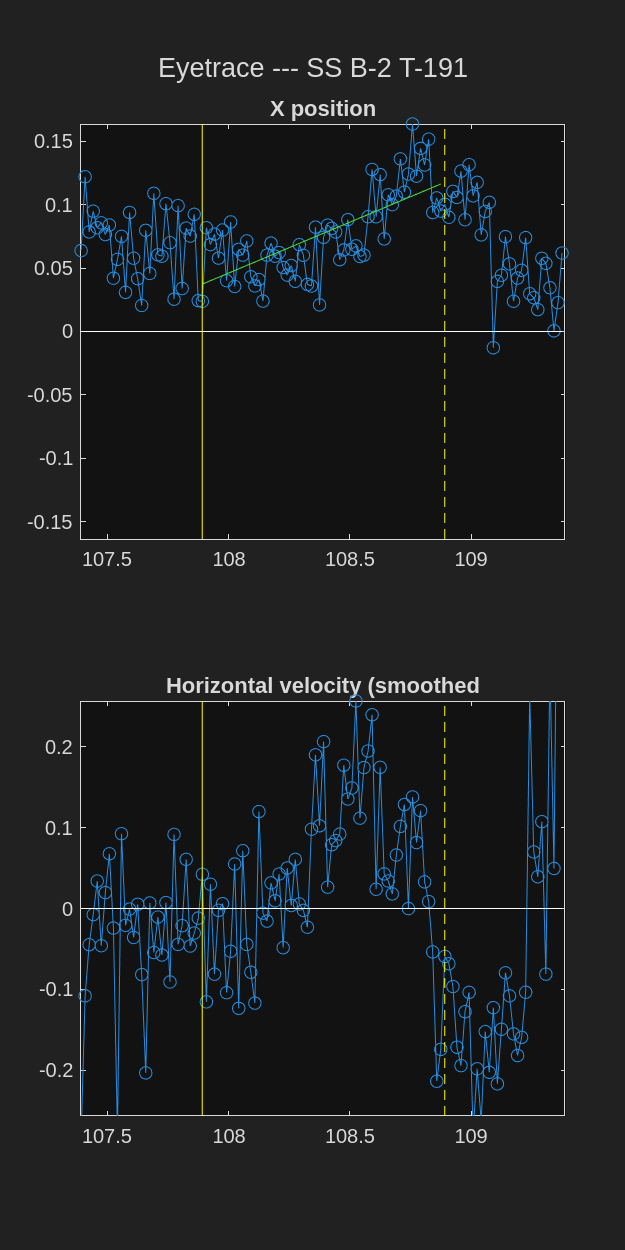 Eyetrace --- SS B-2 T-191
X position
0.15
0.1
0.05
0
-0.05
-0.1
-0.15
107.5 108 108.5 109
Horizontal velocity (smoothed
0.2
0.1
0
-0.1
-0.2
107.5 108 108.5 109